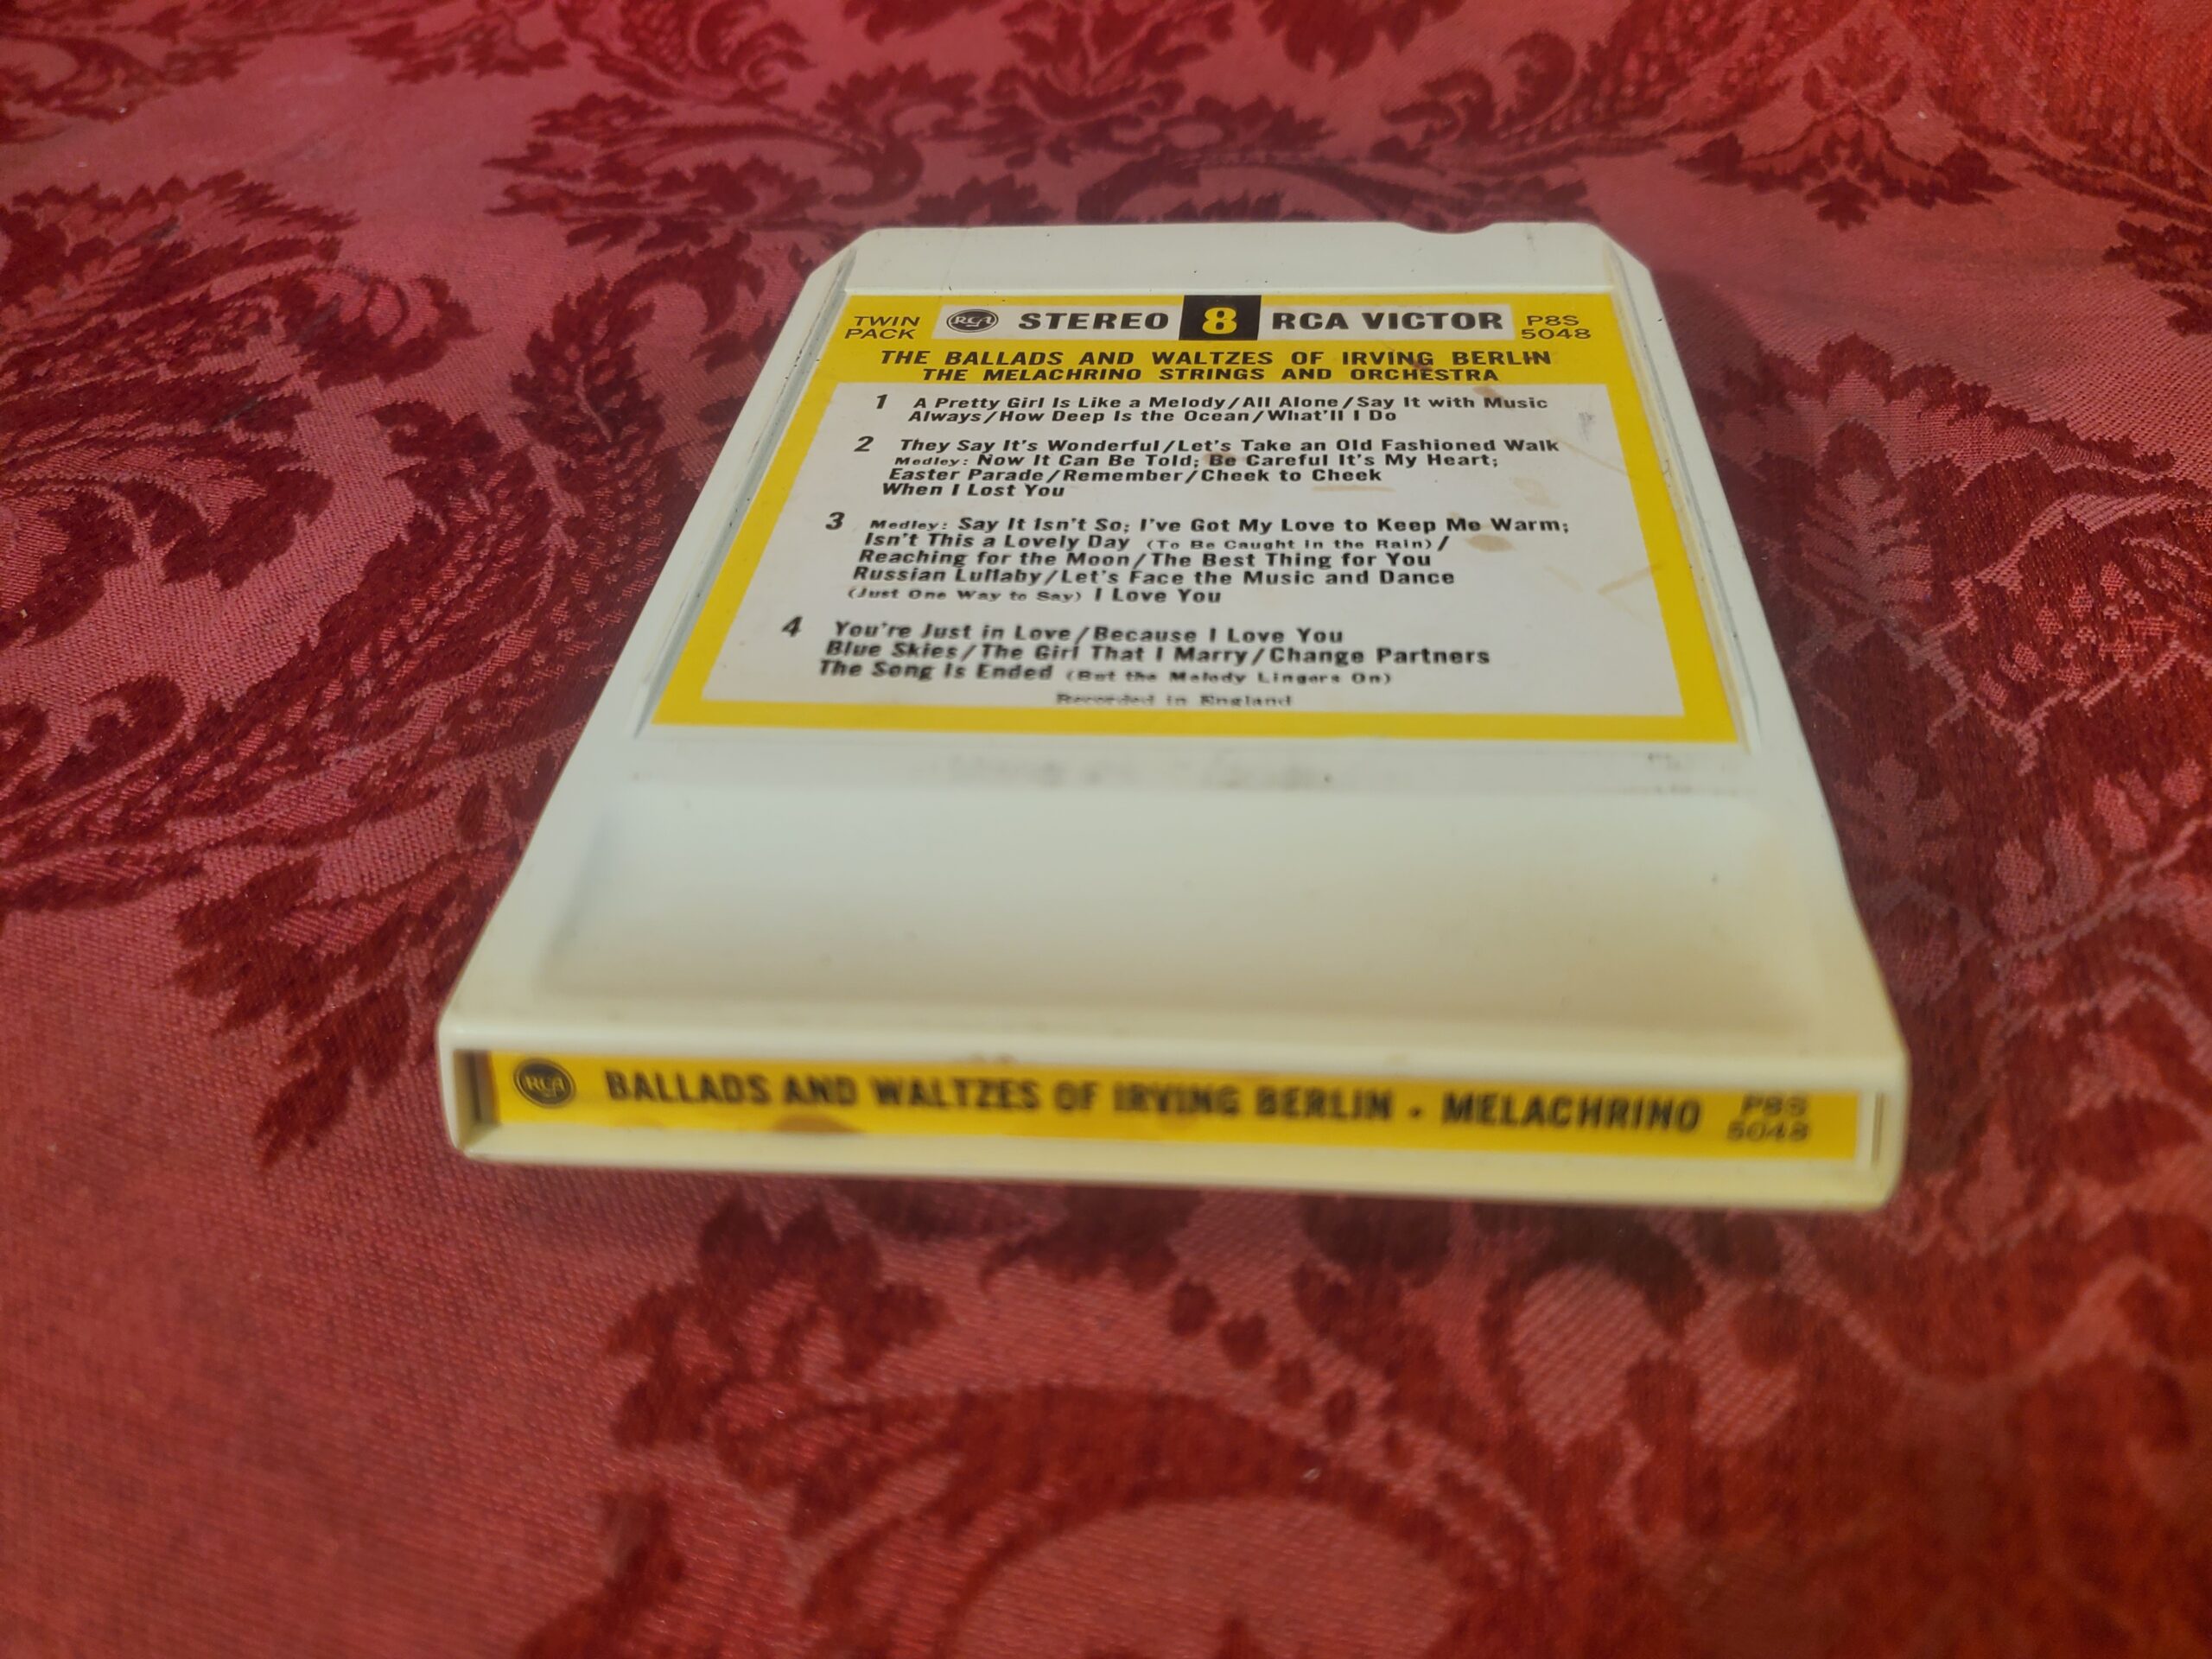 TWIN PACK RCA STEREO 8 RCA VICTOR P8S 5048
THE BALLADS AND WALTZES OF IRVING BERLIN
THE MELACHRINO STRINGS AND ORCHESTRA
1 A Pretty Girl Is Like a Melody/All Alone/Say It with Music
Always/How Deep Is the Ocean/What'll I Do
2 They Say It's Wonderful/Let's Take an Old Fashioned Walk
Medley: Now It Can Be Told; Be Careful It's My Heart;
Easter Parade/Remember/Cheek to Cheek
When I Lost You
3 Medley: Say It Isn't So; I've Got My Love to Keep Me Warm;
Isn't This a Lovely Day (To Be Caught in the Rain)/
Reaching for the Moon/The Best Thing for You
Russian Lullaby/Let's Face the Music and Dance
(Just One Way to Say) I Love You
4 You're Just in Love/Because I Love You
Blue Skies/The Girl That I Marry/Change Partners
The Song Is Ended (But the Melody Lingers On)
Recorded in England
RCA BALLADS AND WALTZES OF IRVING BERLIN - MELACHRINO P8S
5048